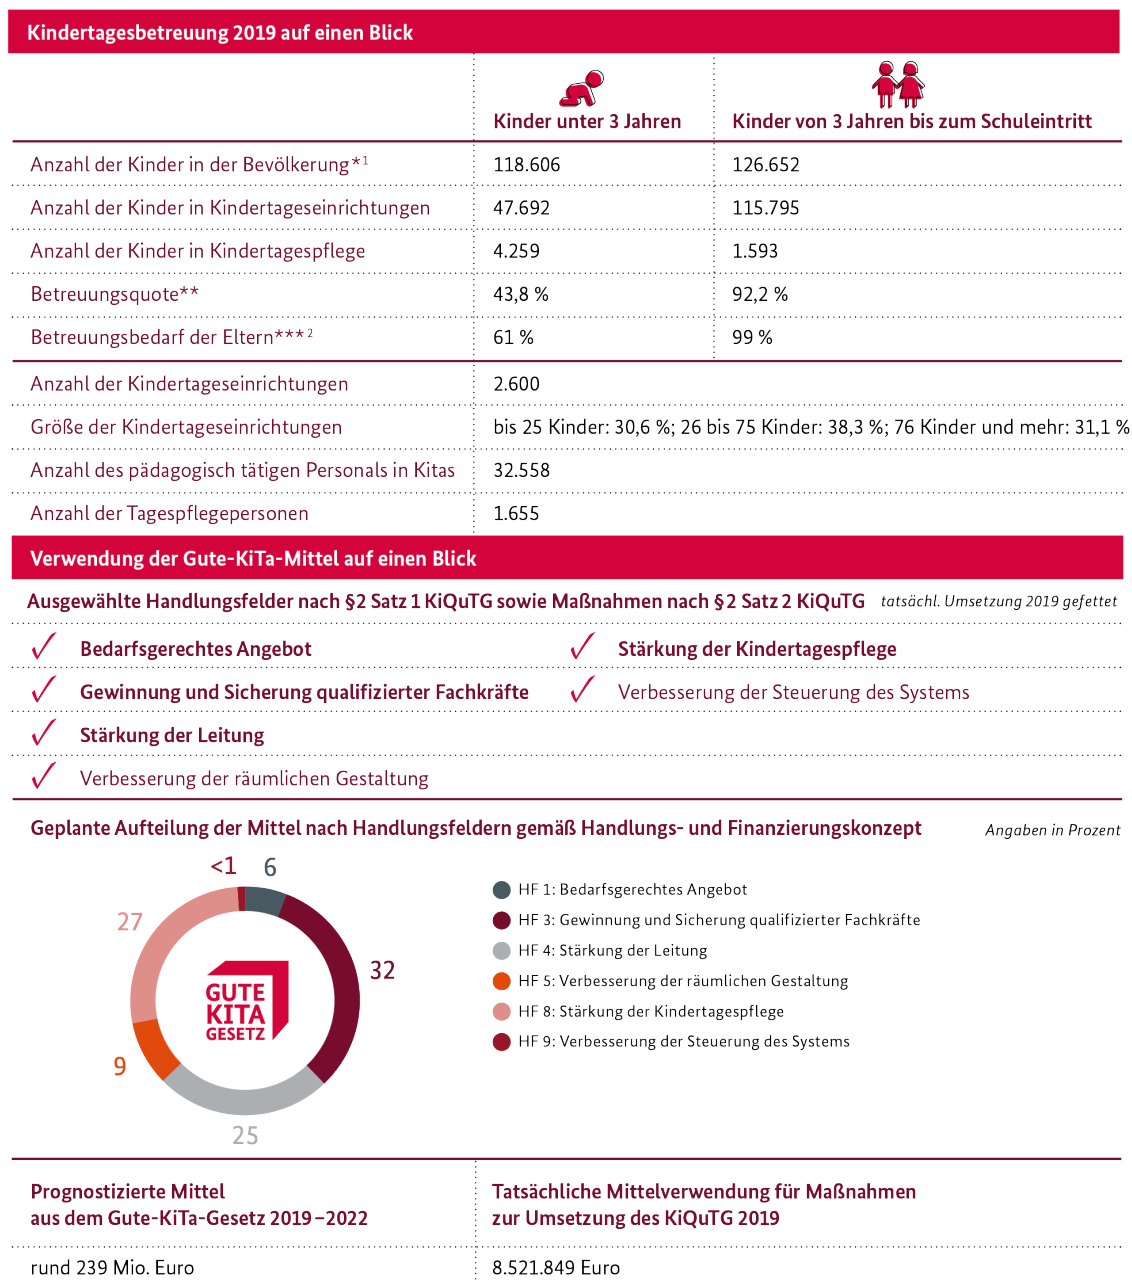 Kindertagesbetreuung 2019 auf einen Blick
Kinder unter 3 Jahren Kinder von 3 Jahren bis zum Schuleintritt
Anzahl der Kinder in der Bevölkerung*1 118.606 126.652
Anzahl der Kinder in Kindertageseinrichtungen 47.692 115.795
Anzahl der Kinder in Kindertagespflege 4.259 1.593
Betreuungsquote** 43,8 % 92,2 %
Betreuungsbedarf der Eltern***2 61 % 99 %
Anzahl der Kindertageseinrichtungen 2.600
Größe der Kindertageseinrichtungen bis 25 Kinder: 30,6 %; 26 bis 75 Kinder: 38,3 %; 76 Kinder und mehr: 31,1 %
Anzahl des pädagogisch tätigen Personals in Kitas 32.558
Anzahl der Tagespflegepersonen 1.655
Verwendung der Gute-KiTa-Mittel auf einen Blick
Ausgewählte Handlungsfelder nach §2 Satz 1 KiQuTG sowie Maßnahmen nach §2 Satz 2 KiQuTG tatsächl. Umsetzung 2019 gefettet
✓ Bedarfsgerechtes Angebot ✓ Stärkung der Kindertagespflege
✓ Gewinnung und Sicherung qualifizierter Fachkräfte ✓ Verbesserung der Steuerung des Systems
✓ Stärkung der Leitung
✓ Verbesserung der räumlichen Gestaltung
Geplante Aufteilung der Mittel nach Handlungsfeldern gemäß Handlungs- und Finanzierungskonzept Angaben in Prozent
<1 6
27
32
9
25
GUTE
KITA
GESETZ
HF 1: Bedarfsgerechtes Angebot
HF 3: Gewinnung und Sicherung qualifizierter Fachkräfte
HF 4: Stärkung der Leitung
HF 5: Verbesserung der räumlichen Gestaltung
HF 8: Stärkung der Kindertagespflege
HF 9: Verbesserung der Steuerung des Systems
Prognostizierte Mittel
aus dem Gute-KiTa-Gesetz 2019–2022
Tatsächliche Mittelverwendung für Maßnahmen
zur Umsetzung des KiQuTG 2019
rund 239 Mio. Euro 8.521.849 Euro